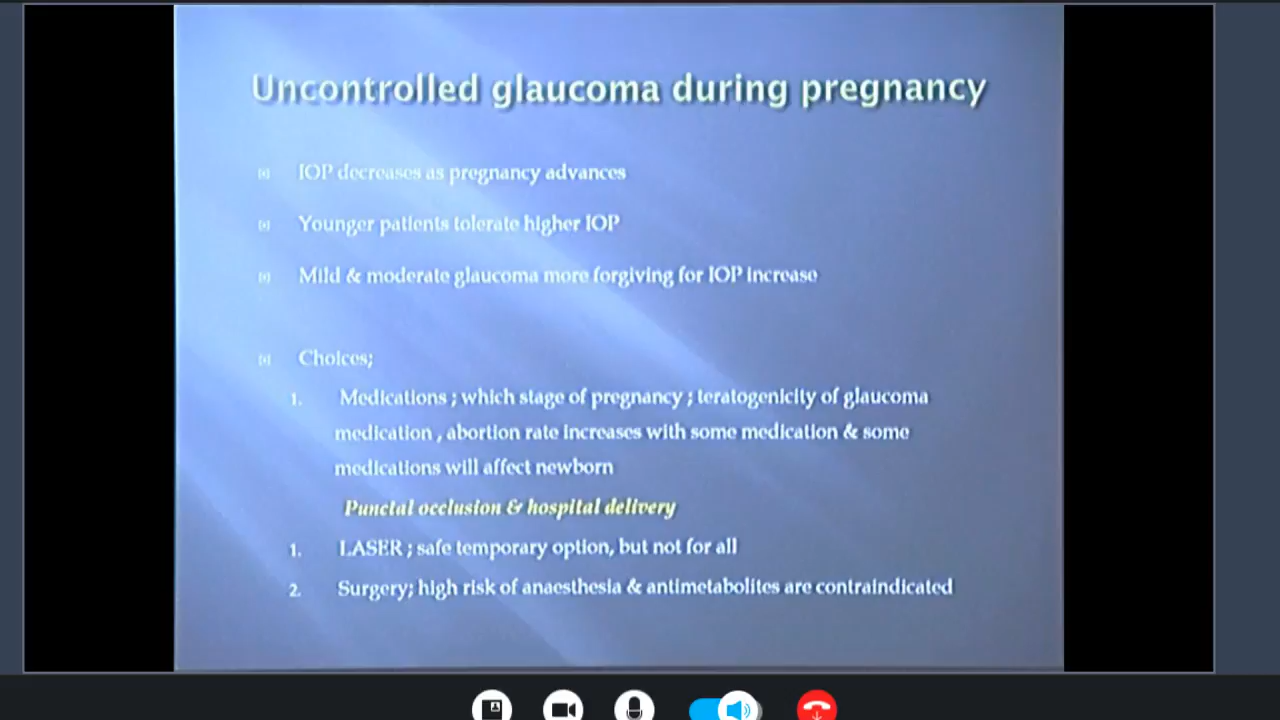 Uncontrolled glaucoma during pregnancy
IOP decreases as pregnancy advances
Younger patients tolerate higher IOP
Mild & moderate glaucoma more forgiving for IOP increase
Choices;
1. Medications ; which stage of pregnancy ; teratogenicity of glaucoma
medication , abortion rate increases with some medication & some
medications will affect newborn
Punctal occlusion & hospital delivery
1. LASER ; safe temporary option, but not for all
2. Surgery; high risk of anaesthesia & antimetabolites are contraindicated